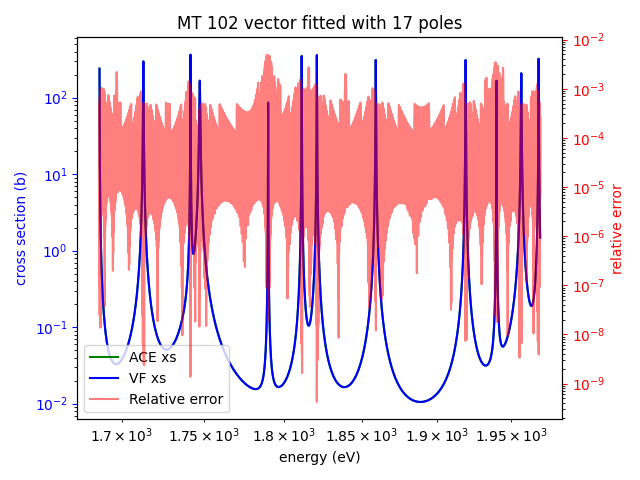 MT 102 vector fitted with 17 poles
cross section (b)
10² 10¹ 10⁰ 10⁻¹ 10⁻²
10⁻² 10⁻³ 10⁻⁴ 10⁻⁵ 10⁻⁶ 10⁻⁷ 10⁻⁸ 10⁻⁹
relative error
ACE xs
VF xs
Relative error
1.7 × 10³ 1.75 × 10³ 1.8 × 10³ 1.85 × 10³ 1.9 × 10³ 1.95 × 10³
energy (eV)